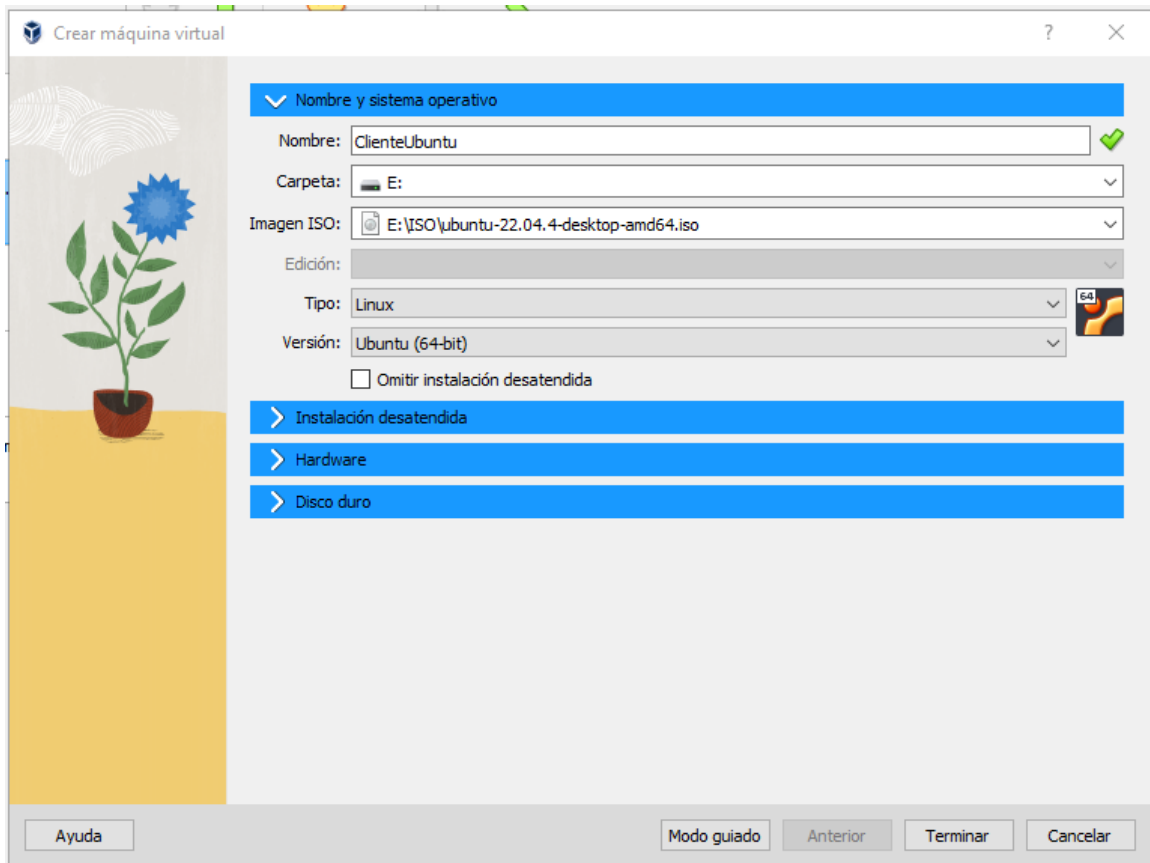 Crear máquina virtual
?
Nombre y sistema operativo
Nombre: ClienteUbuntu
Carpeta: E:
Imagen ISO: E:\ISO\ubuntu-22.04.4-desktop-amd64.iso
Edición:
Tipo: Linux
64
Versión: Ubuntu (64-bit)
Omitir instalación desatendida
Instalación desatendida
Hardware
Disco duro
Ayuda Modo guiado Anterior Terminar Cancelar